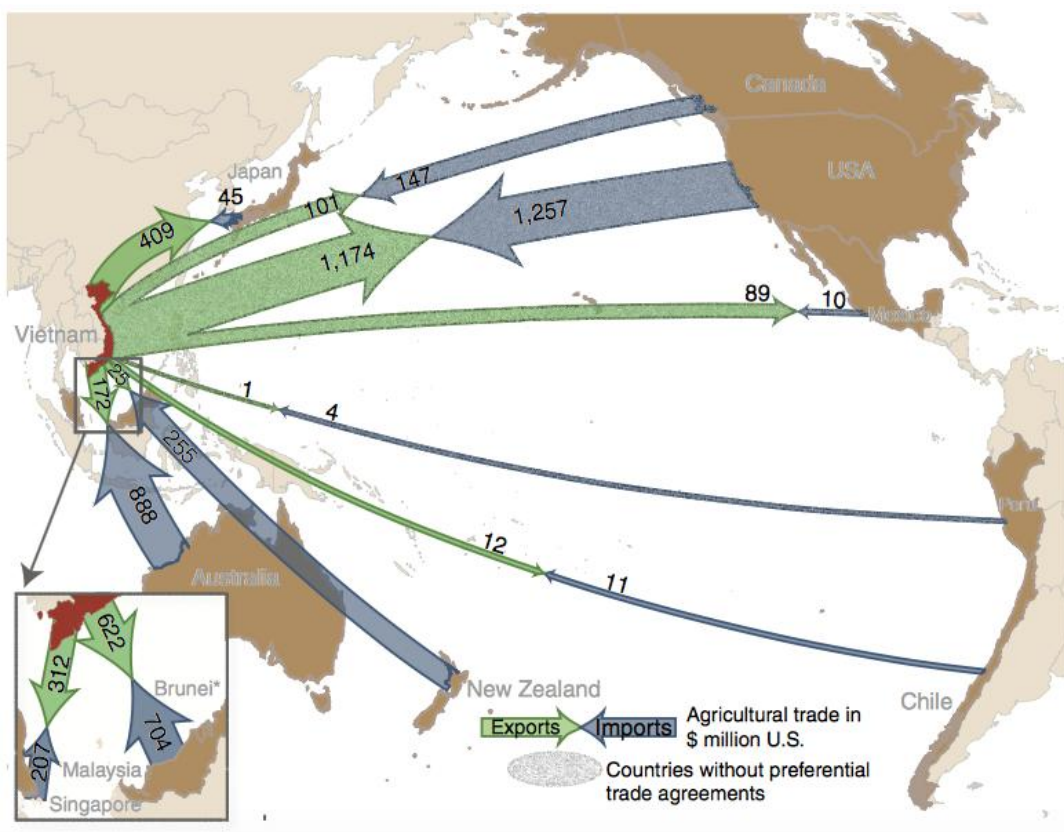 Canada
Japan
USA
147
45
101
1,257
409
1,174
89
10
Mexico
Viêtnam
25
172
1
4
255
888
Peru
12
11
Australia
622
312
Brunei*
New Zealand
Chile
Exports
Imports
Agricultural trade in
$ million U.S.
704
207
Malaysia
Singapore
Countries without preferential
trade agreements